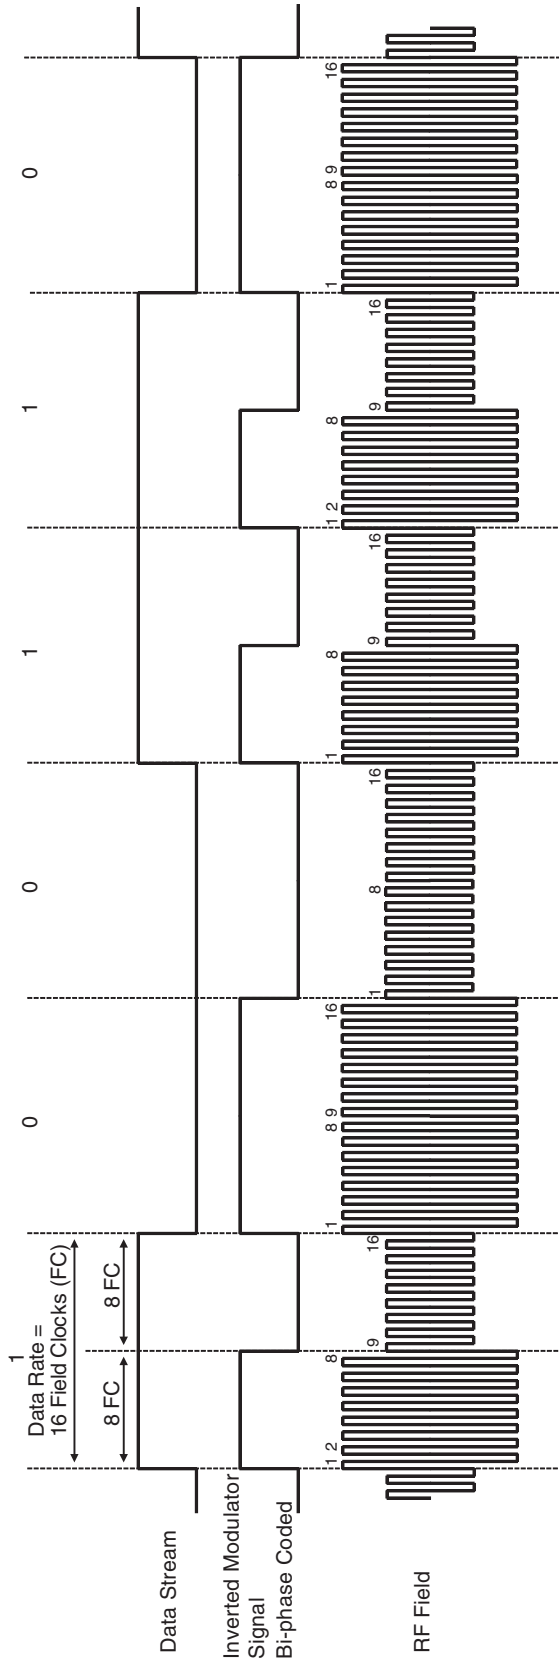 1 0 0 1 1 0
Data Rate =
16 Field Clocks (FC)
8 FC 8 FC
Data Stream
Inverted Modulator
Signal
Bi-phase Coded
1 2 8 9 16 1 8 9 16 1 8 16 1 8 9 16 1 2 8 9 16 1 8 9 16
RF Field